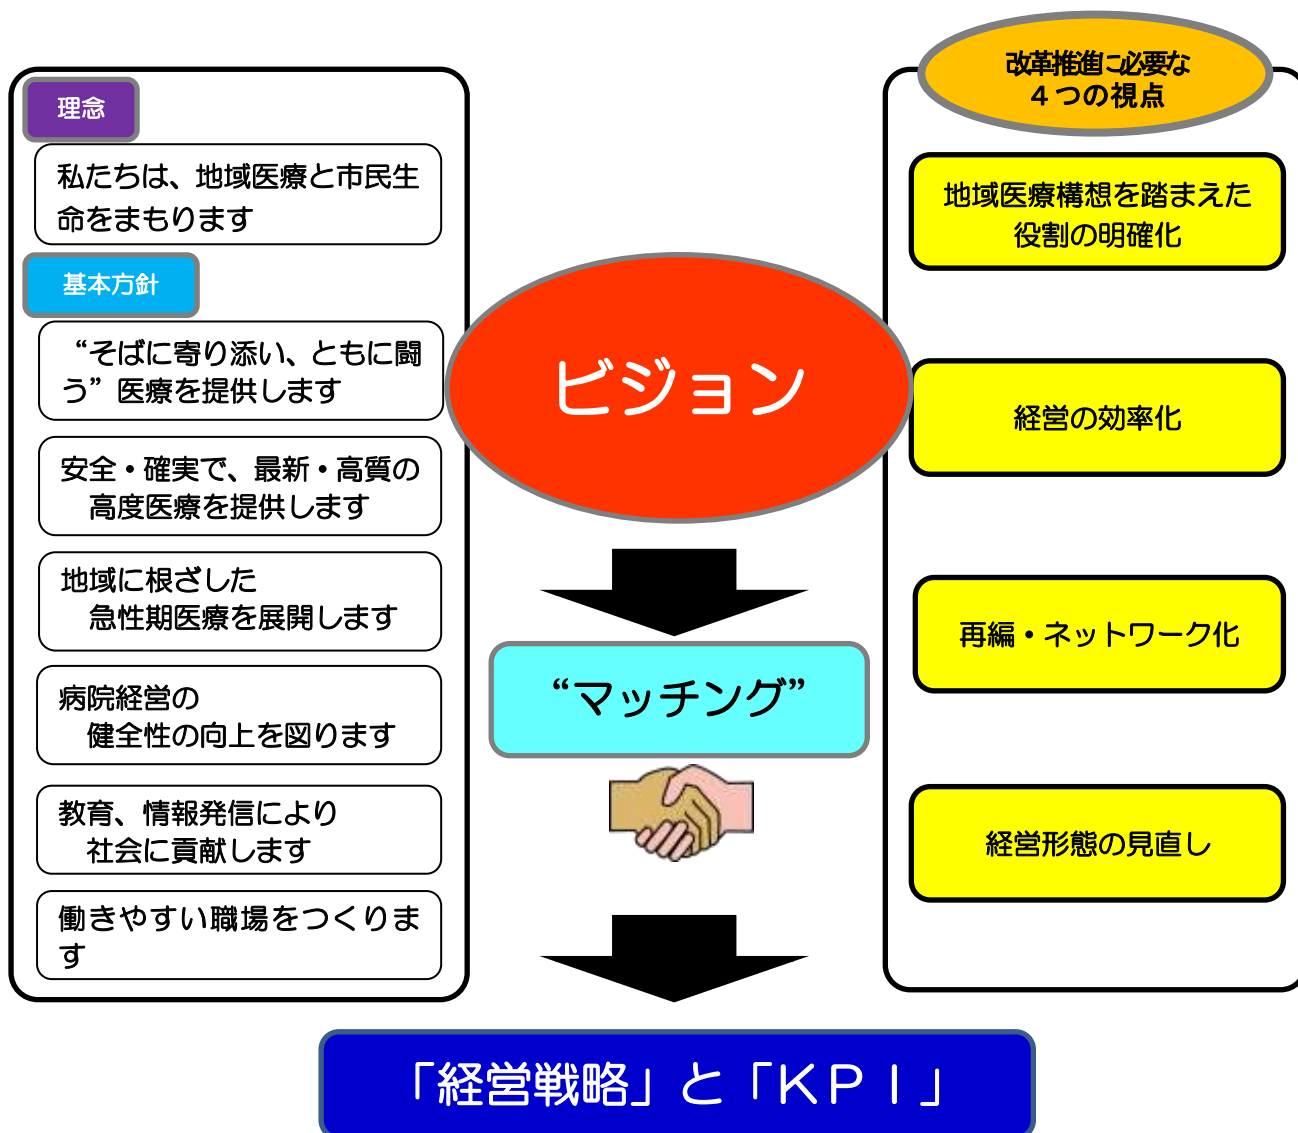 理念
私たちは、地域医療と市民生
命をまもります
基本方針
“そばに寄り添い、ともに闘
う”医療を提供します
安全・確実で、最新・高質の
高度医療を提供します
地域に根ざした
急性期医療を展開します
病院経営の
健全性の向上を図ります
教育、情報発信により
社会に貢献します
働きやすい職場をつくりま
す
ビジョン
“マッチング”
改革推進に必要な
４つの視点
地域医療構想を踏まえた
役割の明確化
経営の効率化
再編・ネットワーク化
経営形態の見直し
「経営戦略」と「ＫＰＩ」